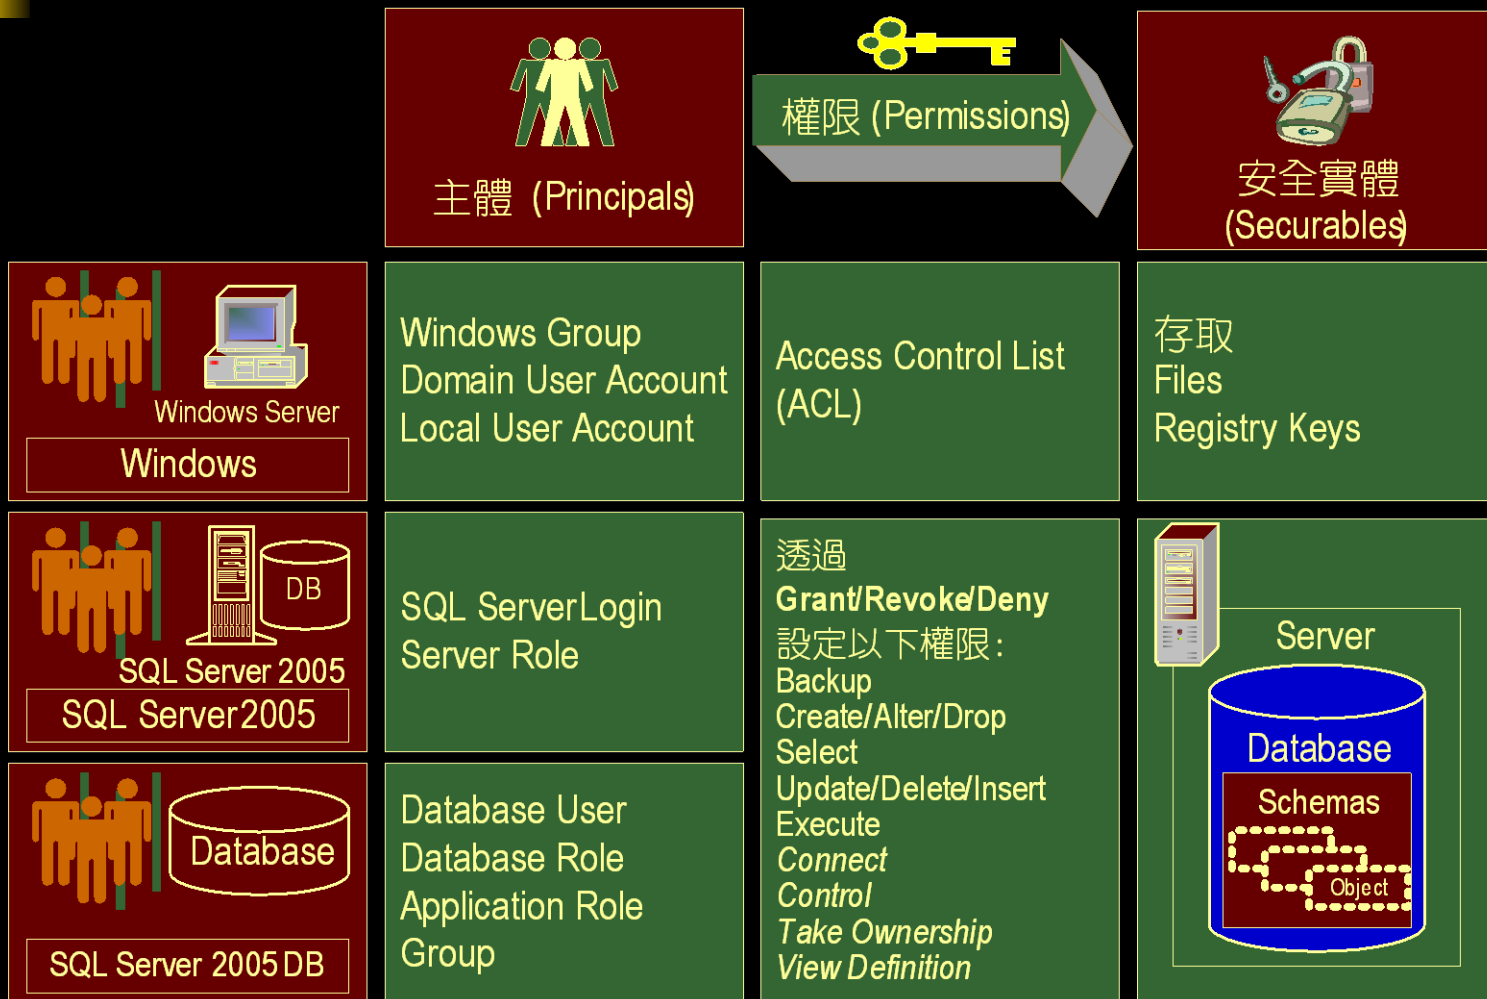 主體 (Principals)
權限 (Permissions)
安全實體
(Securables)
Windows Server
Windows
Windows Group
Domain User Account
Local User Account
Access Control List
(ACL)
存取
Files
Registry Keys
DB
SQL Server 2005
SQL Server 2005
SQL Server Login
Server Role
透過
Grant/Revoke/Deny
設定以下權限:
Backup
Create/Alter/Drop
Select
Update/Delete/Insert
Execute
Connect
Control
Take Ownership
View Definition
Server
Database
Schemas
Object
Database
SQL Server 2005 DB
Database User
Database Role
Application Role
Group